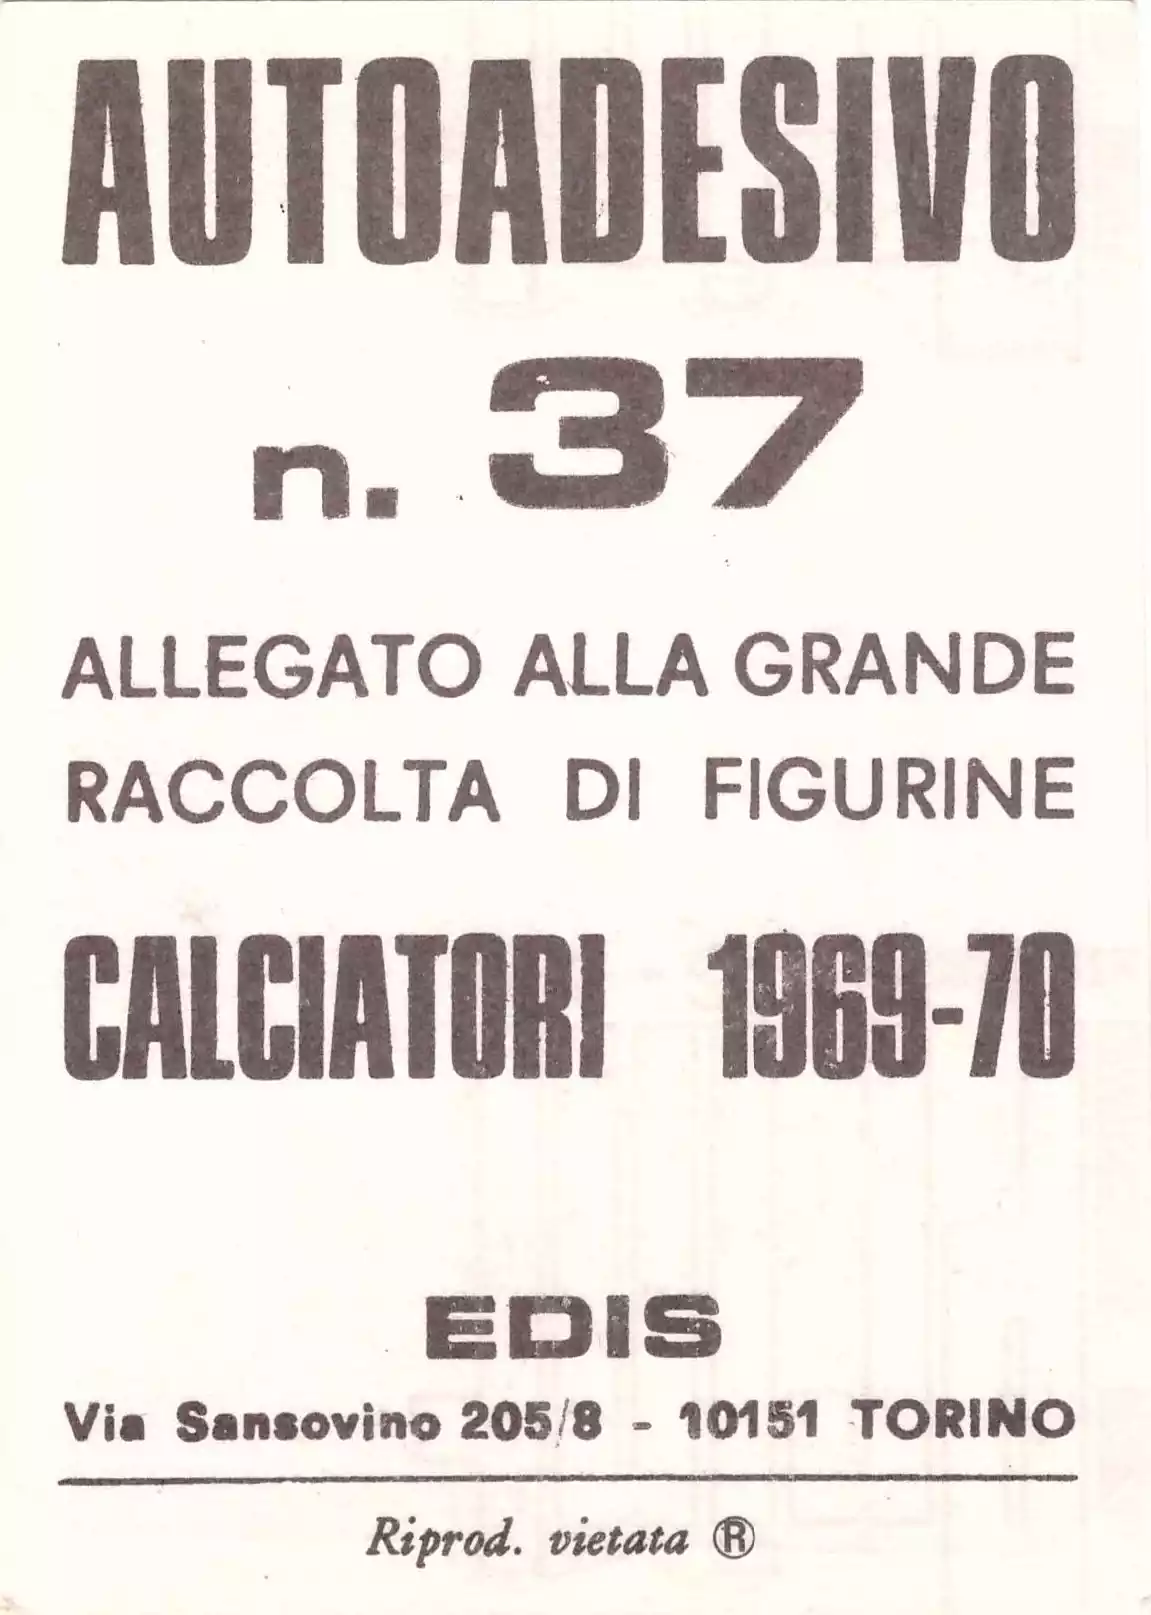 AUTOADESIVO
n. 37
ALLEGATO ALLA GRANDE
RACCOLTA DI FIGURINE
CALCIATORI 1969-70
EDIS
Via Sansovino 205/8 - 10151 TORINO
Riprod. vietata ®